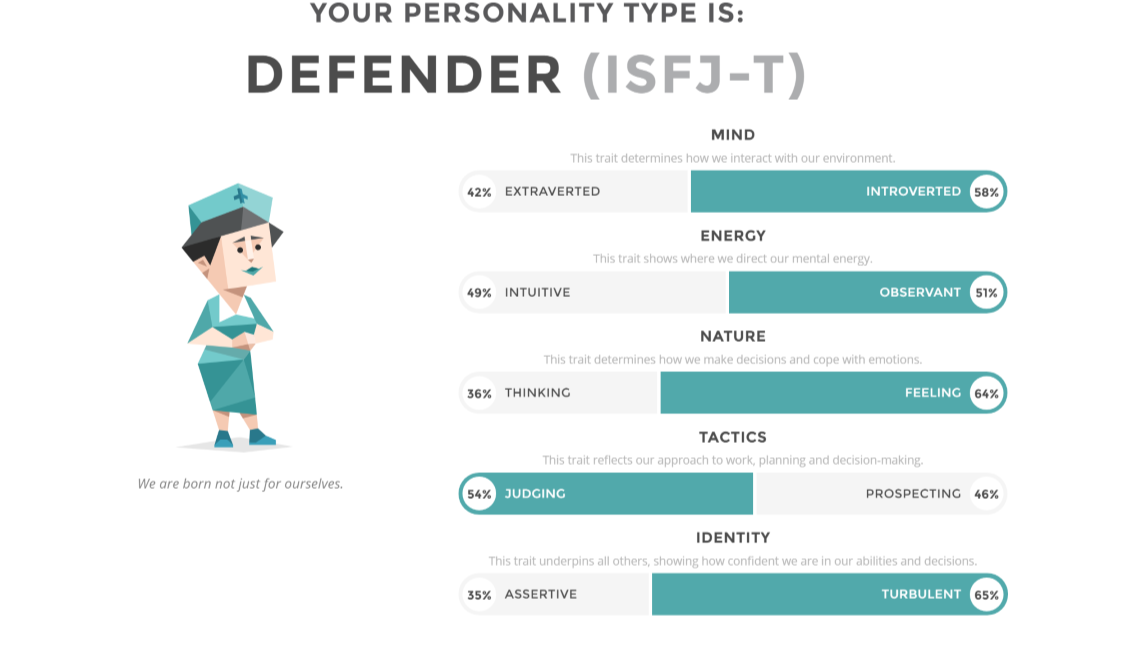 YOUR PERSONALITY TYPE IS:
DEFENDER (ISFJ-T)
MIND
This trait determines how we interact with our environment.
42% EXTRAVERTED INTROVERTED 58%
ENERGY
This trait shows where we direct our mental energy.
49% INTUITIVE OBSERVANT 51%
NATURE
This trait determines how we make decisions and cope with emotions.
36% THINKING FEELING 64%
TACTICS
This trait reflects our approach to work, planning and decision-making.
54% JUDGING PROSPECTING 46%
IDENTITY
This trait underpins all others, showing how confident we are in our abilities and decisions.
35% ASSERTIVE TURBULENT 65%
We are born not just for ourselves.